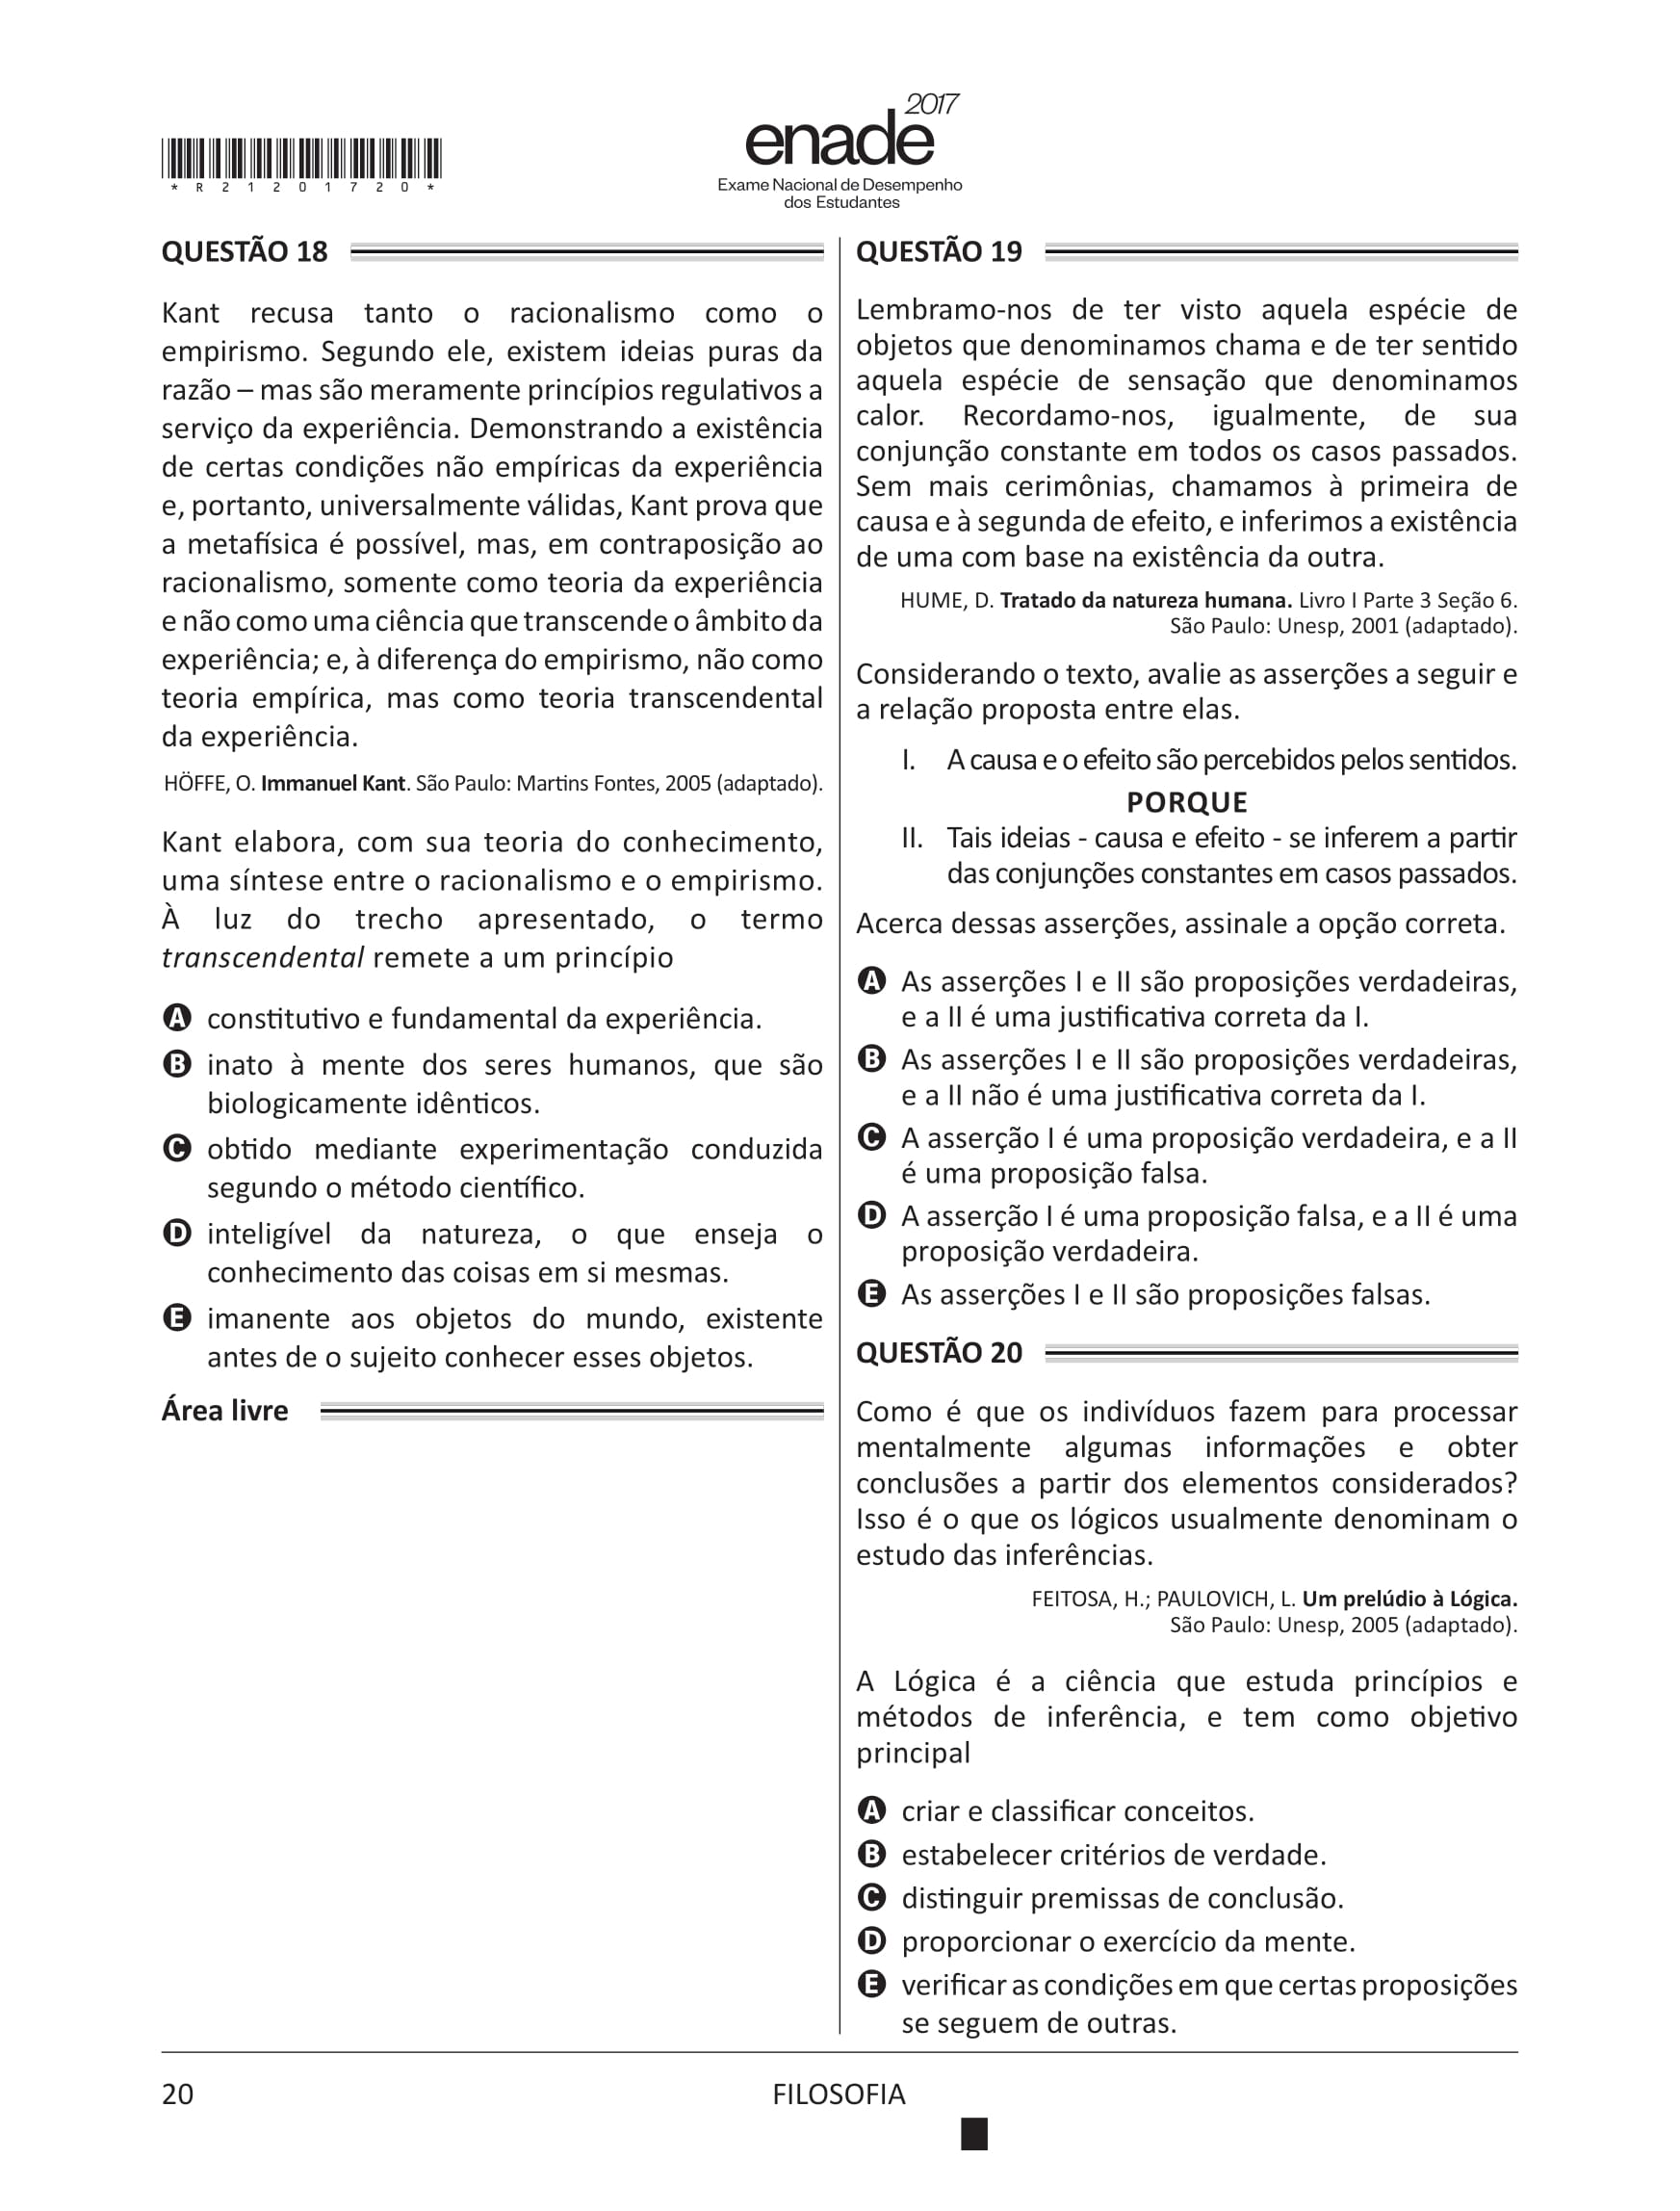 * R 2 1 2 0 1 7 2 0 *
enade 2017
Exame Nacional de Desempenho
dos Estudantes
QUESTÃO 18
Kant recusa tanto o racionalismo como o
empirismo. Segundo ele, existem ideias puras da
razão – mas são meramente princípios regulativos a
serviço da experiência. Demonstrando a existência
de certas condições não empíricas da experiência
e, portanto, universalmente válidas, Kant prova que
a metafísica é possível, mas, em contraposição ao
racionalismo, somente como teoria da experiência
e não como uma ciência que transcende o âmbito da
experiência; e, à diferença do empirismo, não como
teoria empírica, mas como teoria transcendental
da experiência.
HÖFFE, O. Immanuel Kant. São Paulo: Martins Fontes, 2005 (adaptado).
Kant elabora, com sua teoria do conhecimento,
uma síntese entre o racionalismo e o empirismo.
À luz do trecho apresentado, o termo
transcendental remete a um princípio
A constitutivo e fundamental da experiência.
B inato à mente dos seres humanos, que são
biologicamente idênticos.
C obtido mediante experimentação conduzida
segundo o método científico.
D inteligível da natureza, o que enseja o
conhecimento das coisas em si mesmas.
E imanente aos objetos do mundo, existente
antes de o sujeito conhecer esses objetos.
Área livre
QUESTÃO 19
Lembramo-nos de ter visto aquela espécie de
objetos que denominamos chama e de ter sentido
aquela espécie de sensação que denominamos
calor. Recordamo-nos, igualmente, de sua
conjunção constante em todos os casos passados.
Sem mais cerimônias, chamamos à primeira de
causa e à segunda de efeito, e inferimos a existência
de uma com base na existência da outra.
HUME, D. Tratado da natureza humana. Livro I Parte 3 Seção 6.
São Paulo: Unesp, 2001 (adaptado).
Considerando o texto, avalie as asserções a seguir e
a relação proposta entre elas.
I. A causa e o efeito são percebidos pelos sentidos.
PORQUE
II. Tais ideias - causa e efeito - se inferem a partir
das conjunções constantes em casos passados.
Acerca dessas asserções, assinale a opção correta.
A As asserções I e II são proposições verdadeiras,
e a II é uma justificativa correta da I.
B As asserções I e II são proposições verdadeiras,
e a II não é uma justificativa correta da I.
C A asserção I é uma proposição verdadeira, e a II
é uma proposição falsa.
D A asserção I é uma proposição falsa, e a II é uma
proposição verdadeira.
E As asserções I e II são proposições falsas.
QUESTÃO 20
Como é que os indivíduos fazem para processar
mentalmente algumas informações e obter
conclusões a partir dos elementos considerados?
Isso é o que os lógicos usualmente denominam o
estudo das inferências.
FEITOSA, H.; PAULOVICH, L. Um prelúdio à Lógica.
São Paulo: Unesp, 2005 (adaptado).
A Lógica é a ciência que estuda princípios e
métodos de inferência, e tem como objetivo
principal
A criar e classificar conceitos.
B estabelecer critérios de verdade.
C distinguir premissas de conclusão.
D proporcionar o exercício da mente.
E verificar as condições em que certas proposições
se seguem de outras.
20
FILOSOFIA